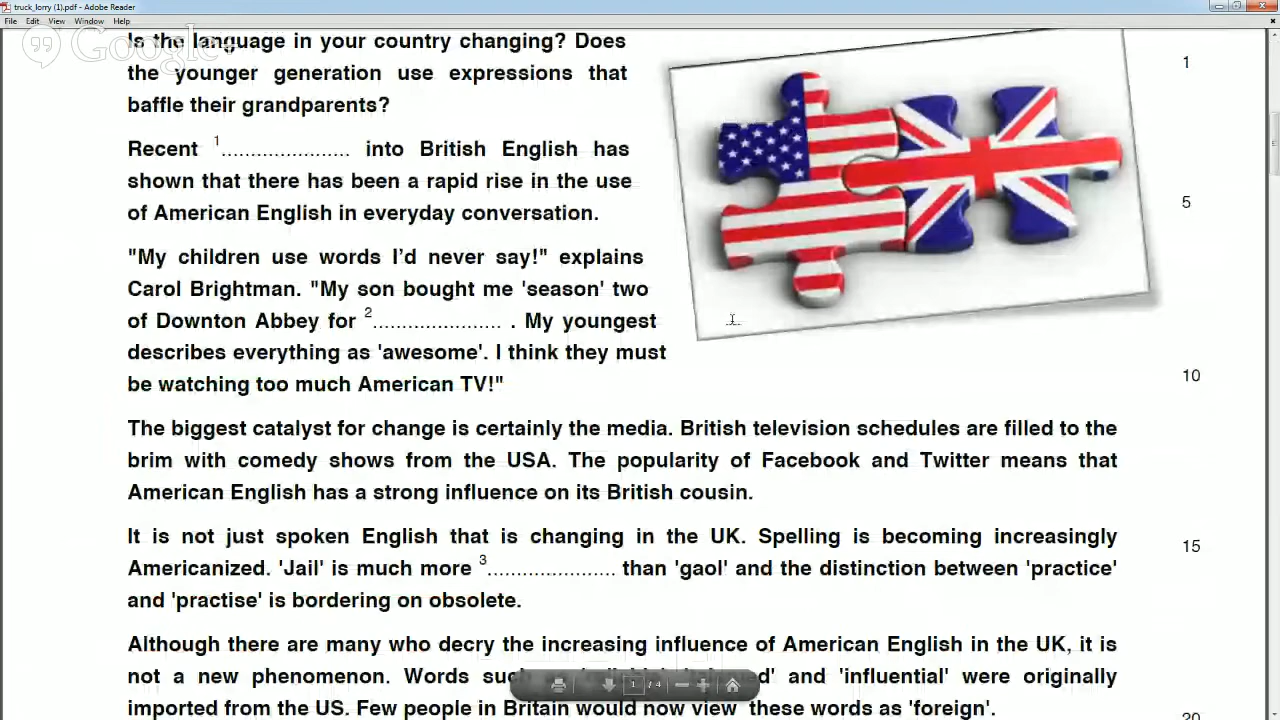 truck_lorry (1).pdf - Adobe Reader
File Edit View Window Help
Google+
Is the language in your country changing? Does
the younger generation use expressions that
baffle their grandparents?
1
Recent 1...................... into British English has
shown that there has been a rapid rise in the use
of American English in everyday conversation.
5
"My children use words I'd never say!" explains
Carol Brightman. "My son bought me 'season' two
of Downton Abbey for 2...................... . My youngest
describes everything as 'awesome'. I think they must
be watching too much American TV!"
10
The biggest catalyst for change is certainly the media. British television schedules are filled to the
brim with comedy shows from the USA. The popularity of Facebook and Twitter means that
American English has a strong influence on its British cousin.
It is not just spoken English that is changing in the UK. Spelling is becoming increasingly
15
Americanized. 'Jail' is much more 3...................... than 'gaol' and the distinction between 'practice'
and 'practise' is bordering on obsolete.
Although there are many who decry the increasing influence of American English in the UK, it is
not a new phenomenon. Words and 'influential' were originally
1 / 4
imported from the US. Few people in Britain would now view these words as 'foreign'.
20